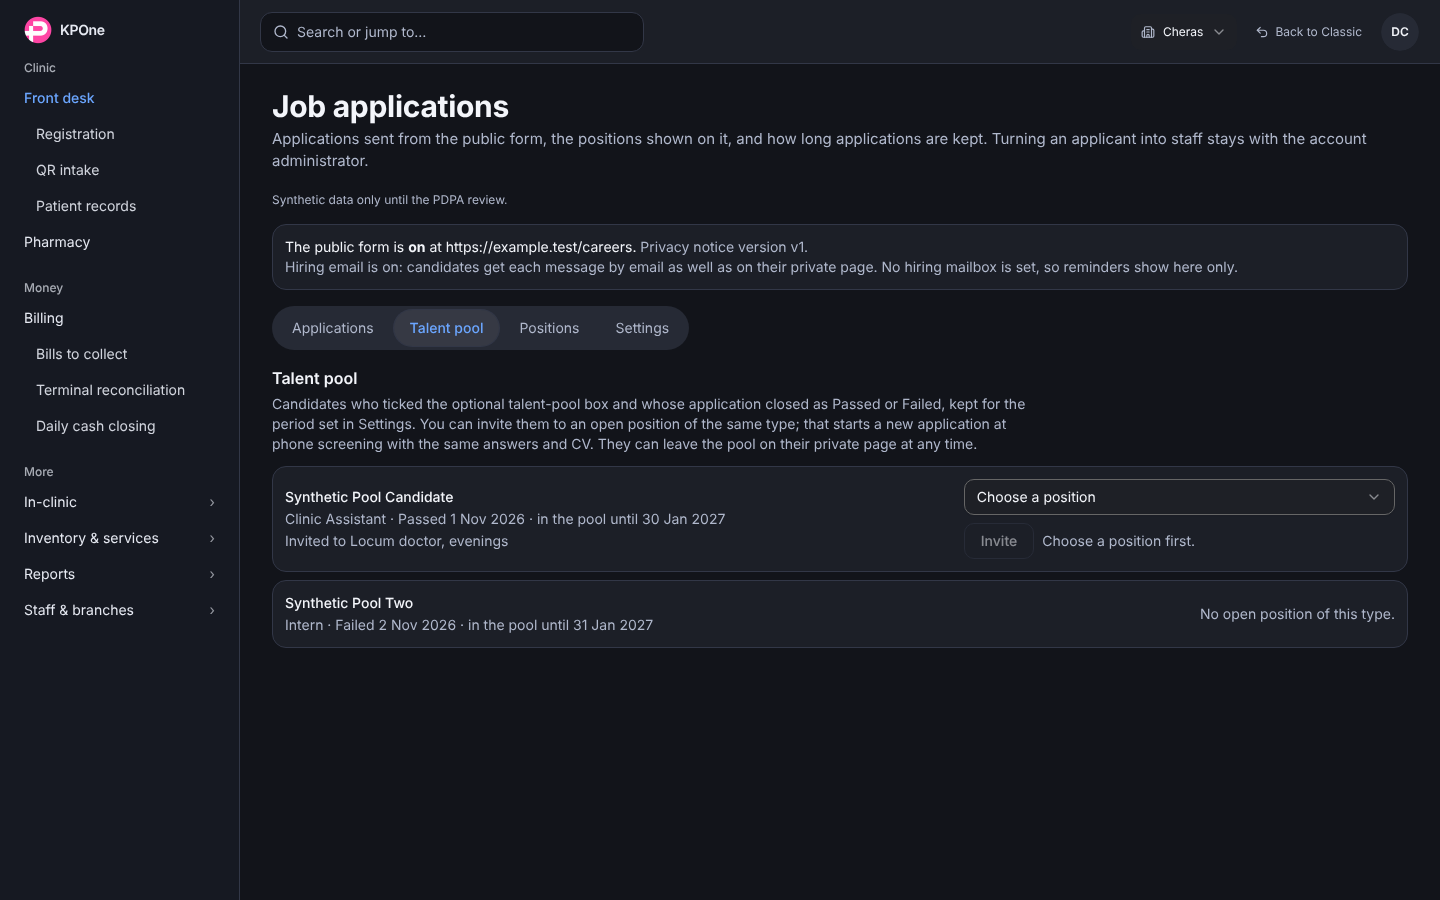 KPOne
Search or jump to...
Cheras
Back to Classic
DC
Clinic
Front desk
Registration
QR intake
Patient records
Pharmacy
Money
Billing
Bills to collect
Terminal reconciliation
Daily cash closing
More
In-clinic
Inventory & services
Reports
Staff & branches
Job applications
Applications sent from the public form, the positions shown on it, and how long applications are kept. Turning an applicant into staff stays with the account
administrator.
Synthetic data only until the PDPA review.
The public form is on at https://example.test/careers. Privacy notice version v1.
Hiring email is on: candidates get each message by email as well as on their private page. No hiring mailbox is set, so reminders show here only.
Applications
Talent pool
Positions
Settings
Talent pool
Candidates who ticked the optional talent-pool box and whose application closed as Passed or Failed, kept for the
period set in Settings. You can invite them to an open position of the same type; that starts a new application at
phone screening with the same answers and CV. They can leave the pool on their private page at any time.
Synthetic Pool Candidate
Clinic Assistant · Passed 1 Nov 2026 · in the pool until 30 Jan 2027
Invited to Locum doctor, evenings
Choose a position
Invite
Choose a position first.
Synthetic Pool Two
Intern · Failed 2 Nov 2026 · in the pool until 31 Jan 2027
No open position of this type.